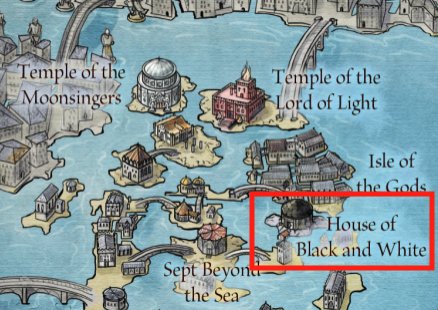 Temple of the
Moonsingers
Temple of the
Lord of Light
Isle of
the Gods
House of
Black and White
Sept Beyond
the Sea